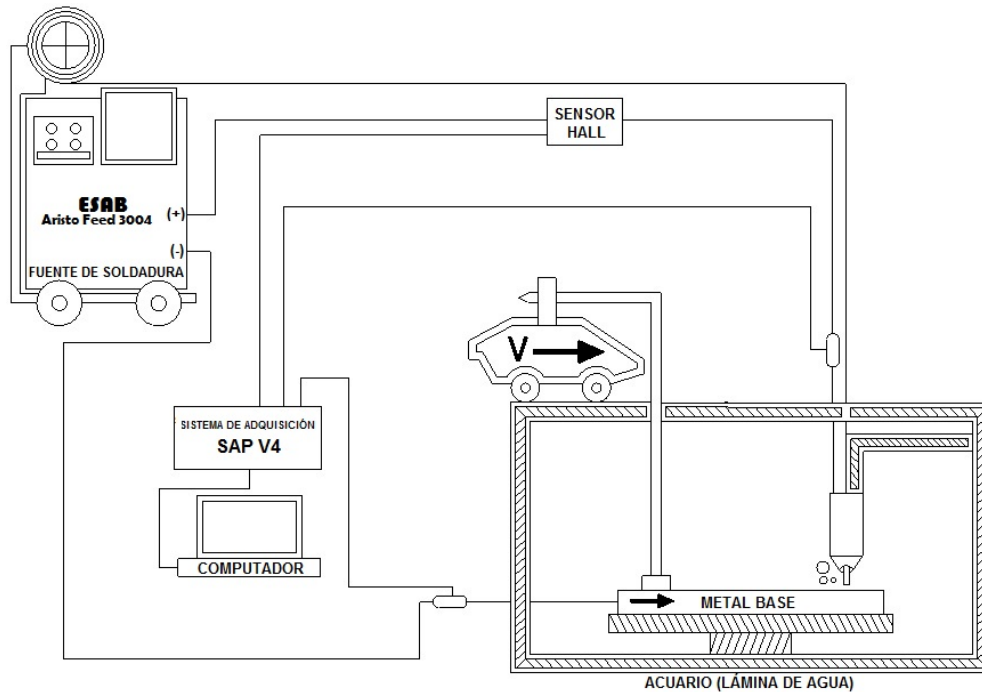 SENSOR
HALL
ESAB
Aristo Feed 3004
(+)
(-)
FUENTE DE SOLDADURA
V
SISTEMA DE ADQUISICIÓN
SAP V4
COMPUTADOR
METAL BASE
ACUARIO (LÁMINA DE AGUA)